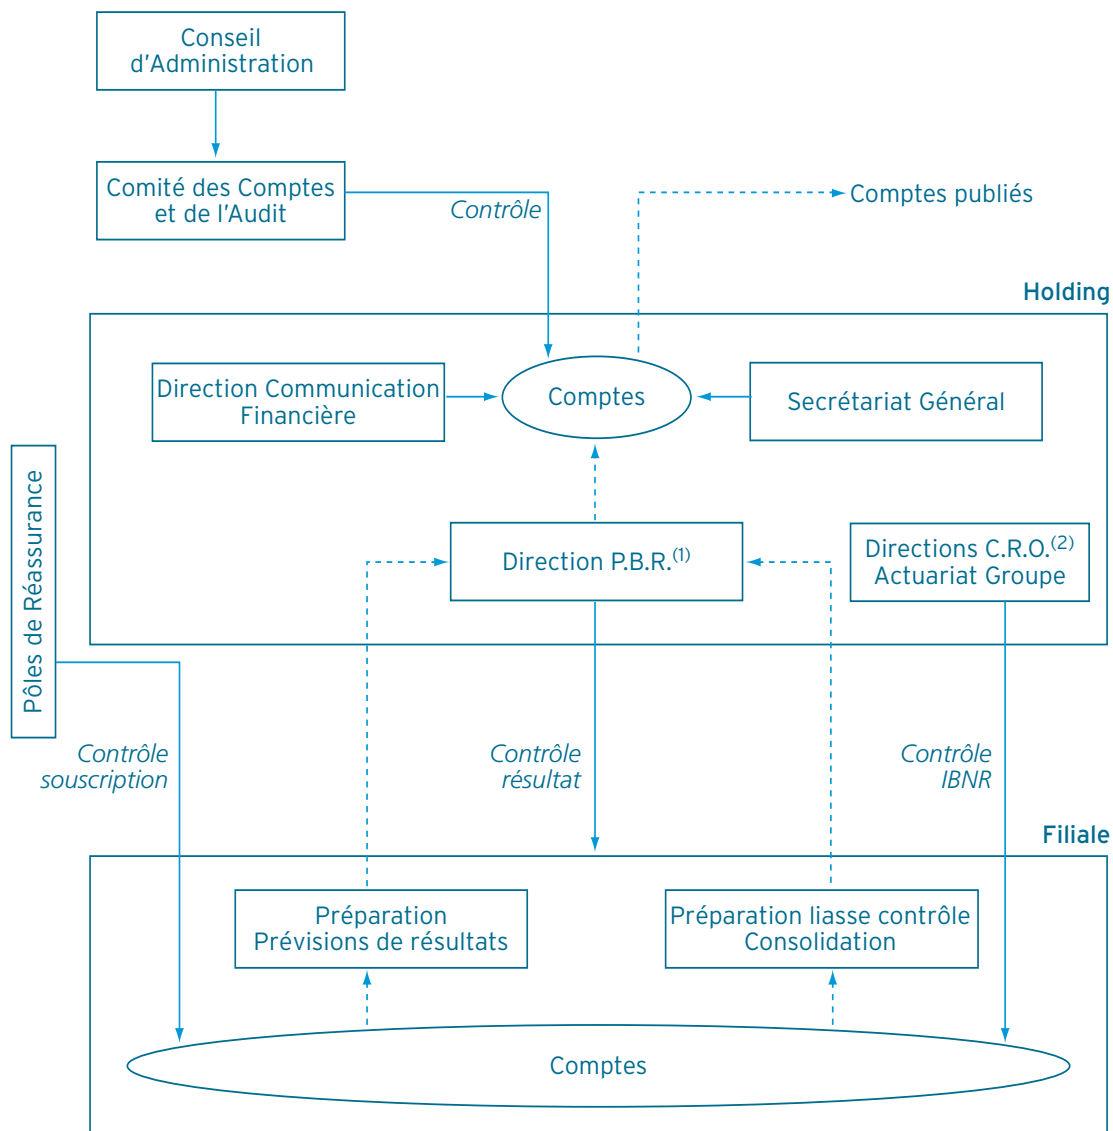 Conseil
d'Administration
Comité des Comptes
et de l'Audit
Contrôle
Comptes publiés
Holding
Direction Communication
Financière
Comptes
Secrétariat Général
Pôles de Réassurance
Direction P.B.R.(1)
Directions C.R.O.(2)
Actuariat Groupe
Contrôle
souscription
Contrôle
résultat
Contrôle
IBNR
Filiale
Préparation
Prévisions de résultats
Préparation liasse contrôle
Consolidation
Comptes